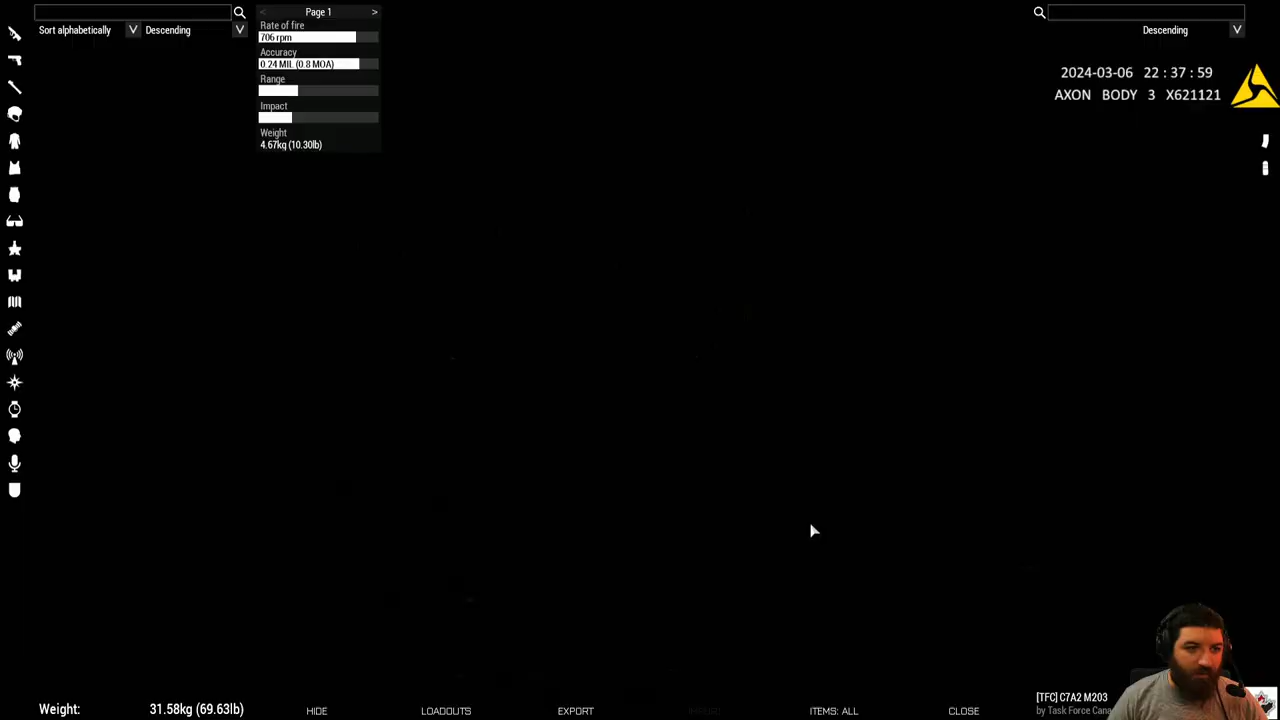 < Page 1 >
Sort alphabetically V Descending V
Rate of fire
706 rpm
Accuracy
0.24 MIL (0.8 MOA)
Range
Impact
Weight
4.67kg (10.30lb)
Descending V
2024-03-06 22 : 37 : 59
AXON BODY 3 X621121
[TFC] C7A2 M203
by Task Force Cana
Weight: 31.58kg (69.63lb) HIDE LOADOUTS EXPORT ITEMS: ALL CLOSE